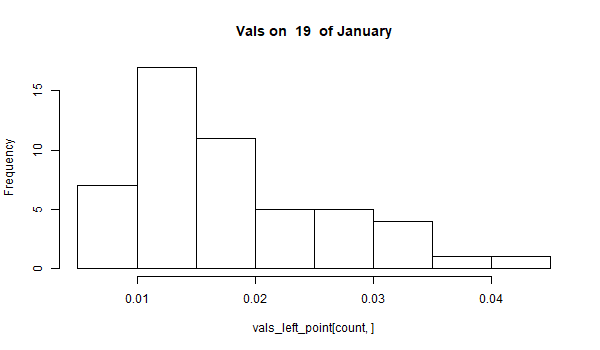 Vals on  19  of January
15
10
5
0
Frequency
0.01 0.02 0.03 0.04
vals_left_point[count, ]